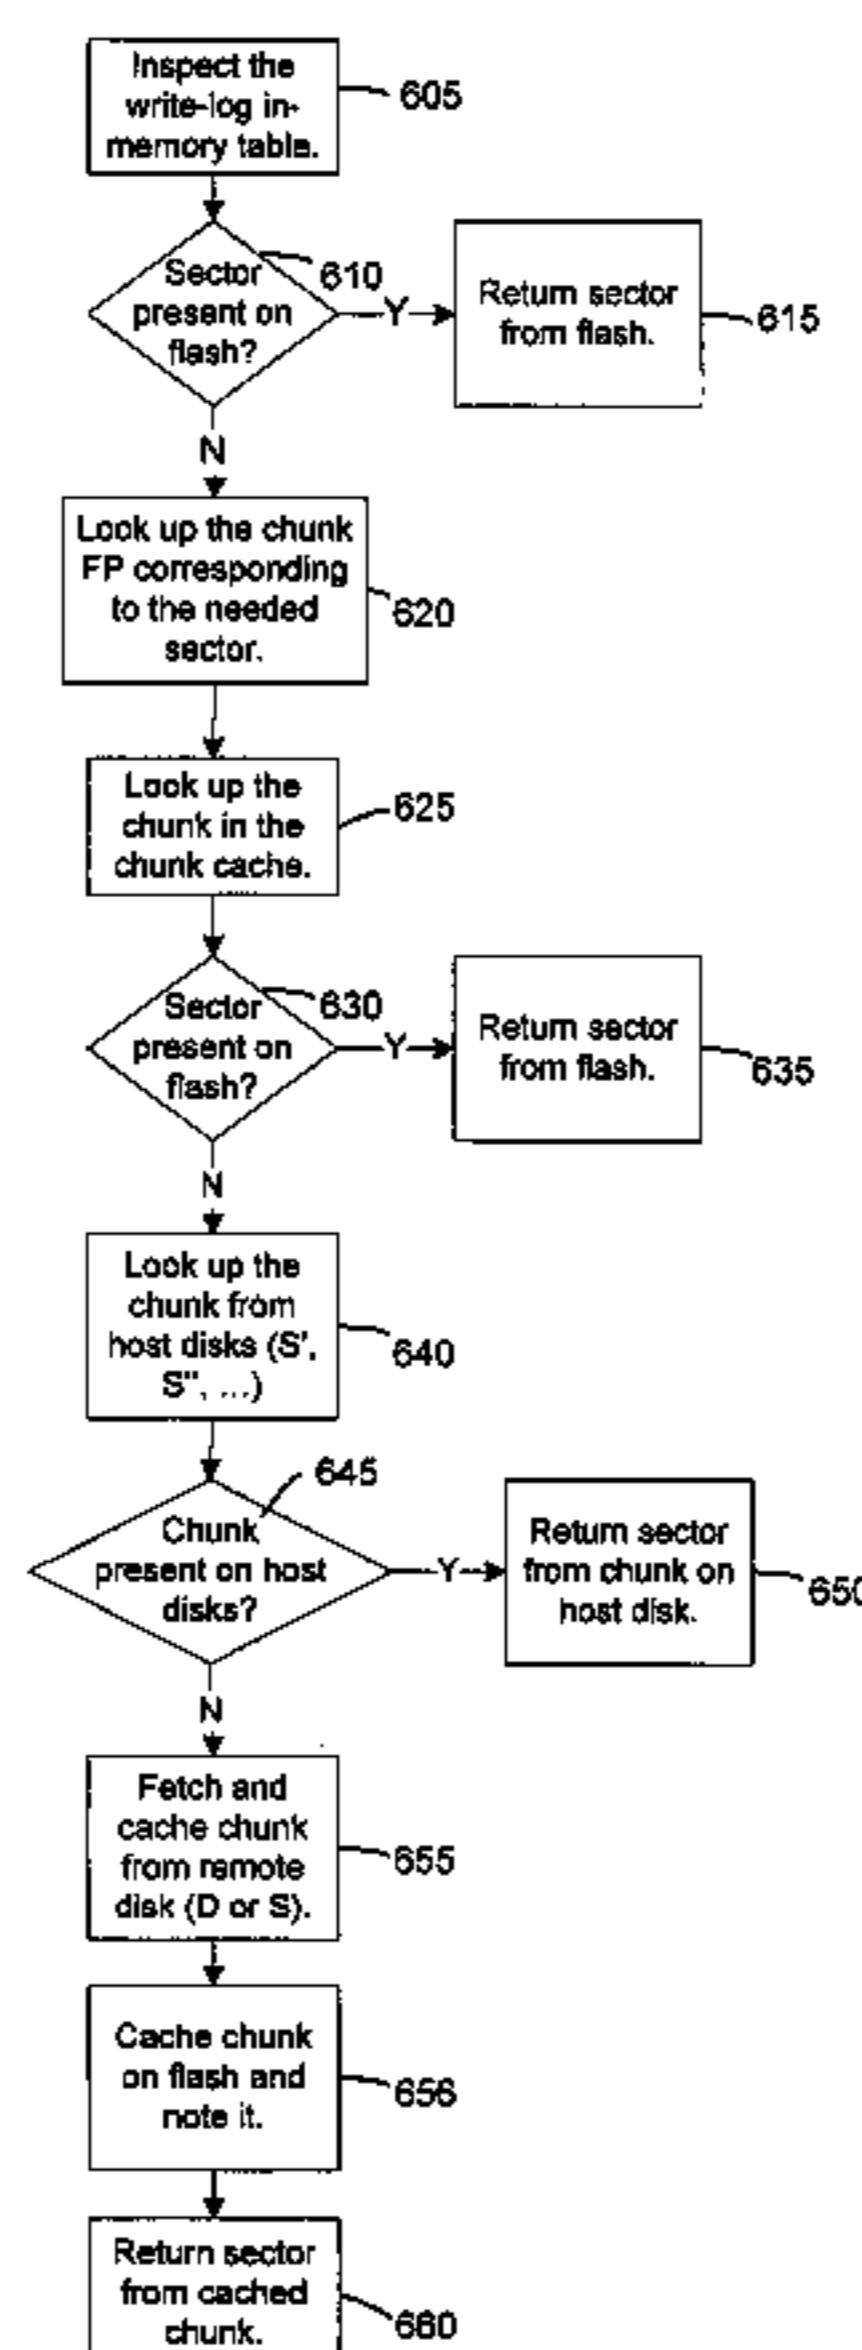 Inspect the
write-log in-
memory table.
605
Sector
present on
flash?
610
Y
Return sector
from flash.
615
N
Look up the chunk
FP corresponding
to the needed
sector.
620
Look up the
chunk in the
chunk cache.
625
Sector
present on
flash?
630
Y
Return sector
from flash.
635
N
Look up the
chunk from
host disks (S',
S'', ...)
640
645
Chunk
present on host
disks?
Y
Return sector
from chunk on
host disk.
650
N
Fetch and
cache chunk
from remote
disk (D or S).
655
Cache chunk
on flash and
note it.
656
Return sector
from cached
chunk.
660